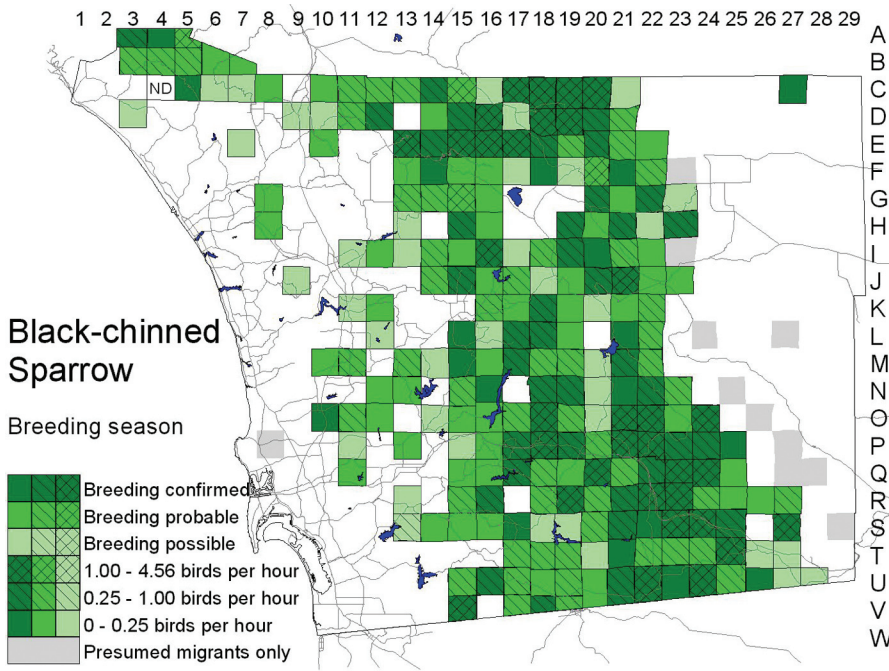 1 2 3 4 5 6 7 8 9 10 11 12 13 14 15 16 17 18 19 20 21 22 23 24 25 26 27 28 29
A
B
C
D
E
F
G
H
I
J
K
L
M
N
O
P
Q
R
S
T
U
V
W
ND
Black-chinned
Sparrow
Breeding season
Breeding confirmed
Breeding probable
Breeding possible
1.00 - 4.56 birds per hour
0.25 - 1.00 birds per hour
0 - 0.25 birds per hour
Presumed migrants only